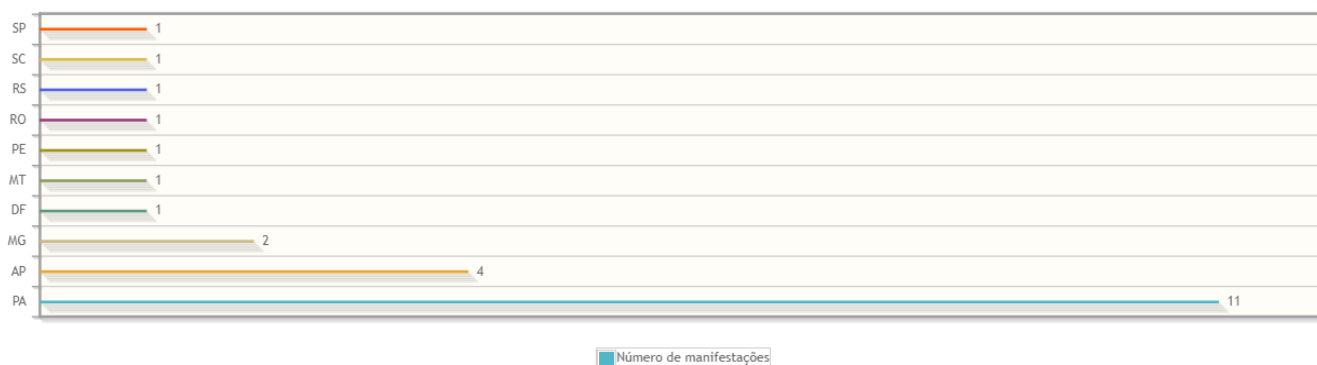 SP 1
SC 1
RS 1
RO 1
PE 1
MT 1
DF 1
MG 2
AP 4
PA 11
Número de manifestações